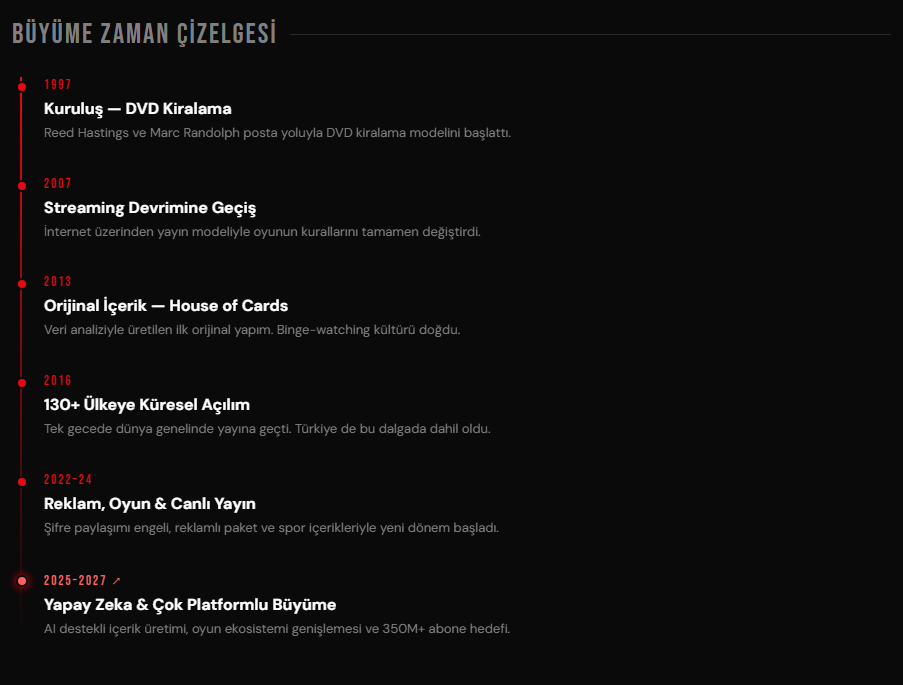 BÜYÜME ZAMAN ÇİZELGESİ
1997
Kuruluş — DVD Kiralama
Reed Hastings ve Marc Randolph posta yoluyla DVD kiralama modelini başlattı.
2007
Streaming Devrimine Geçiş
İnternet üzerinden yayın modeliyle oyunun kurallarını tamamen değiştirdi.
2013
Orijinal İçerik — House of Cards
Veri analiziyle üretilen ilk orijinal yapım. Binge-watching kültürü doğdu.
2016
130+ Ülkeye Küresel Açılım
Tek gecede dünya genelinde yayına geçti. Türkiye de bu dalgada dahil oldu.
2022–24
Reklam, Oyun & Canlı Yayın
Şifre paylaşımı engeli, reklamlı paket ve spor içerikleriyle yeni dönem başladı.
2025–2027 ↗
Yapay Zeka & Çok Platformlu Büyüme
AI destekli içerik üretimi, oyun ekosistemi genişlemesi ve 350M+ abone hedefi.